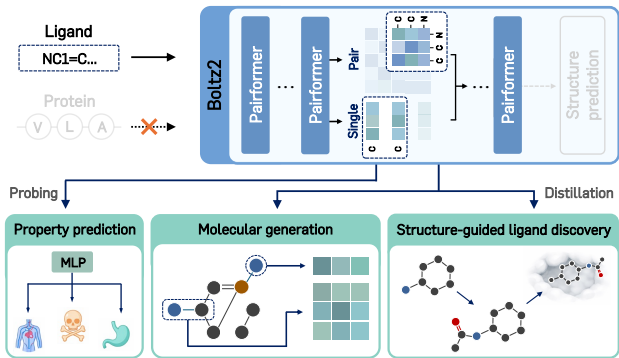 Ligand
NC1=C...
Protein
V L A
Boltz2
Pairformer
...
Pairformer
Pair
Single
C C N
C C N
C C
...
Pairformer
Structure
prediction
Probing
Distillation
Property prediction
MLP
Molecular generation
Structure-guided ligand discovery